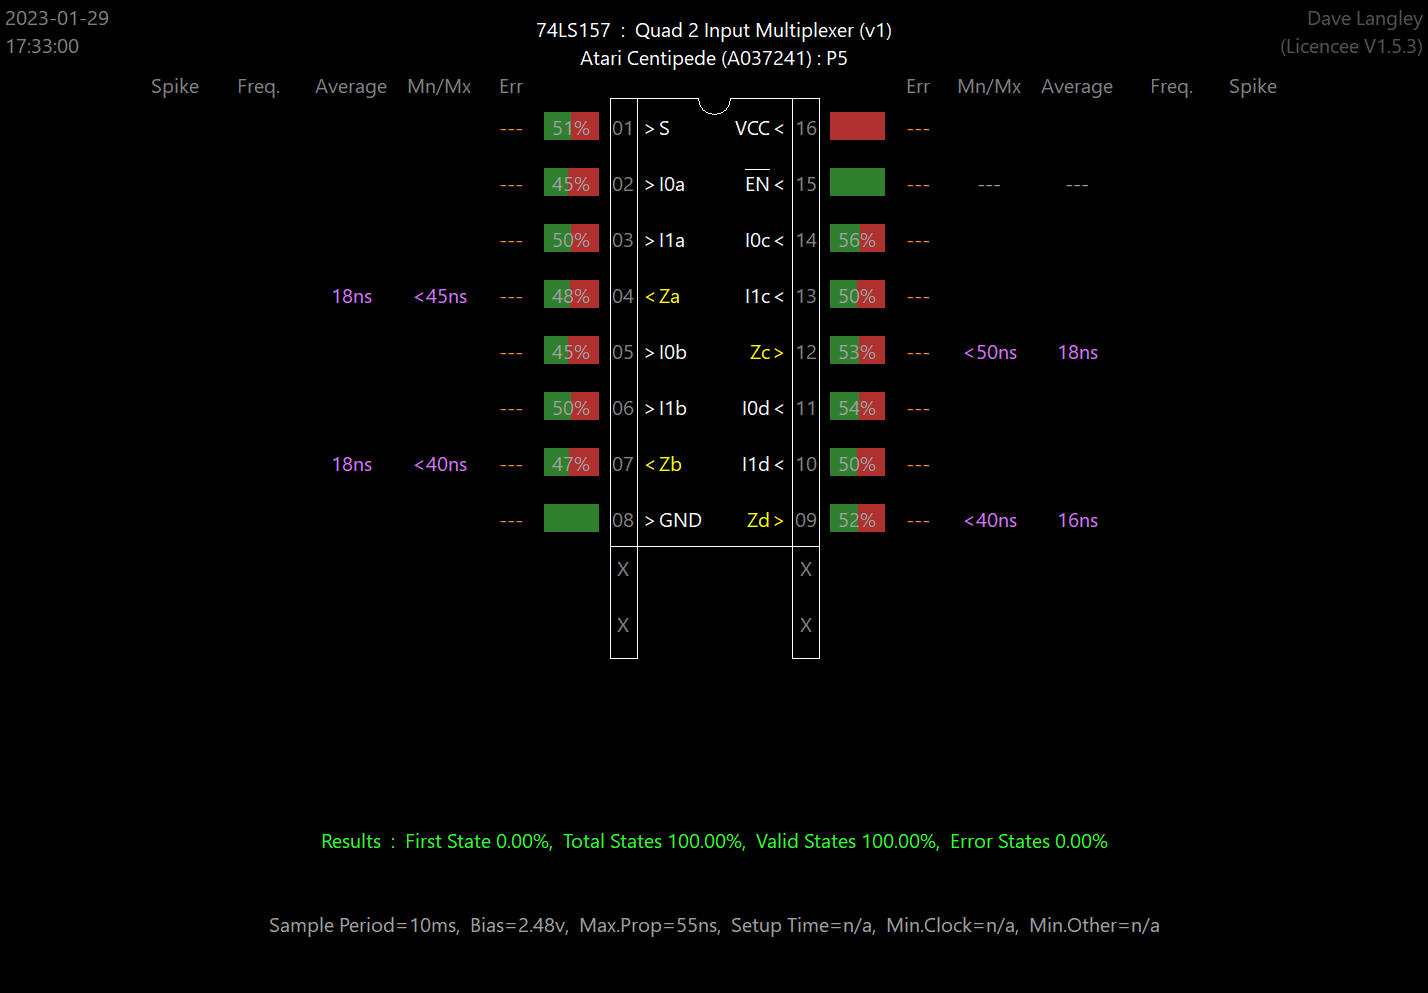 2023-01-29
17:33:00
74LS157 : Quad 2 Input Multiplexer (v1)
Atari Centipede (A037241) : P5
Dave Langley
(Licencee V1.5.3)
Spike Freq. Average Mn/Mx Err Err Mn/Mx Average Freq. Spike
--- 51% 01 > S VCC < 16 ---
--- 45% 02 > I0a EN < 15 --- --- ---
--- 50% 03 > I1a I0c < 14 56% ---
18ns <45ns --- 48% 04 < Za I1c < 13 50% ---
--- 45% 05 > I0b Zc > 12 53% --- <50ns 18ns
--- 50% 06 > I1b I0d < 11 54% ---
18ns <40ns --- 47% 07 < Zb I1d < 10 50% ---
--- 08 > GND Zd > 09 52% --- <40ns 16ns
X X
X X
Results : First State 0.00%, Total States 100.00%, Valid States 100.00%, Error States 0.00%
Sample Period=10ms, Bias=2.48v, Max.Prop=55ns, Setup Time=n/a, Min.Clock=n/a, Min.Other=n/a